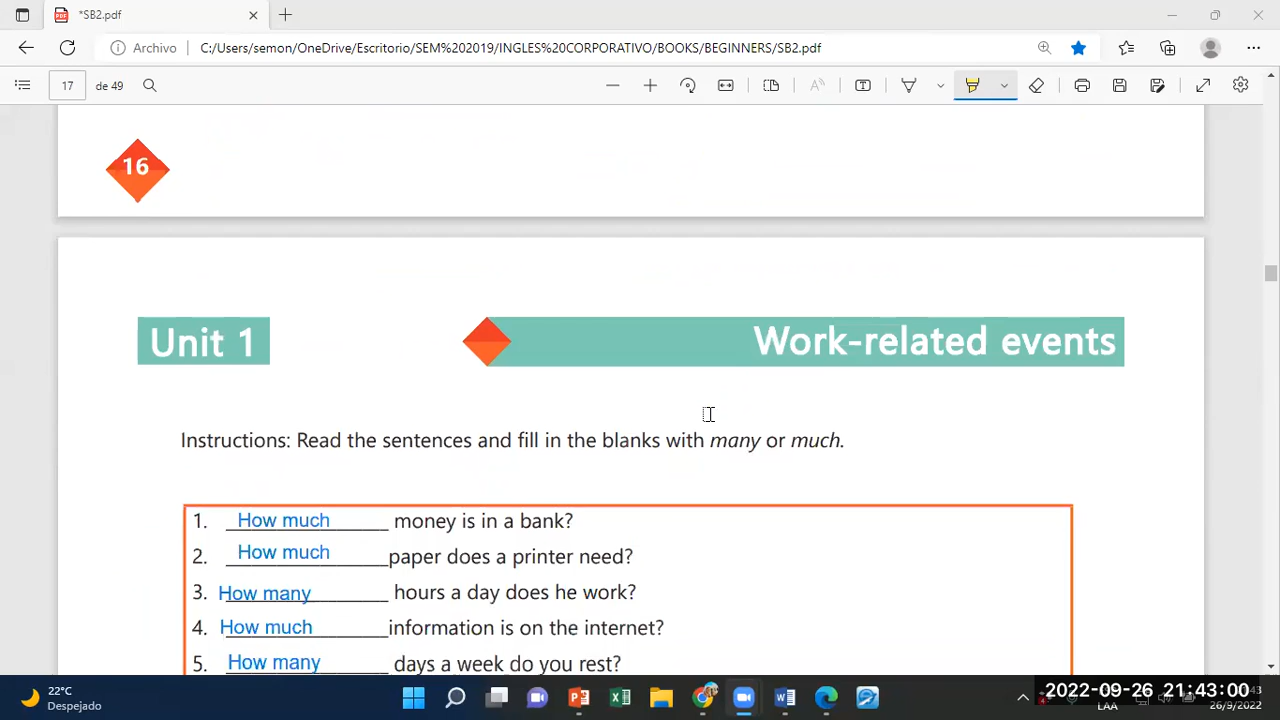 *SB2.pdf
Archivo C:/Users/semon/OneDrive/Escritorio/SEM%202019/INGLES%20CORPORATIVO/BOOKS/BEGINNERS/SB2.pdf
17 de 49
16
Unit 1
Work-related events
Instructions: Read the sentences and fill in the blanks with many or much.
1. How much money is in a bank?
2. How much paper does a printer need?
3. How many hours a day does he work?
4. How much information is on the internet?
5. How many days a week do you rest?
22°C
Despejado
2022-09-26 21:43:00
LAA
26/9/2022